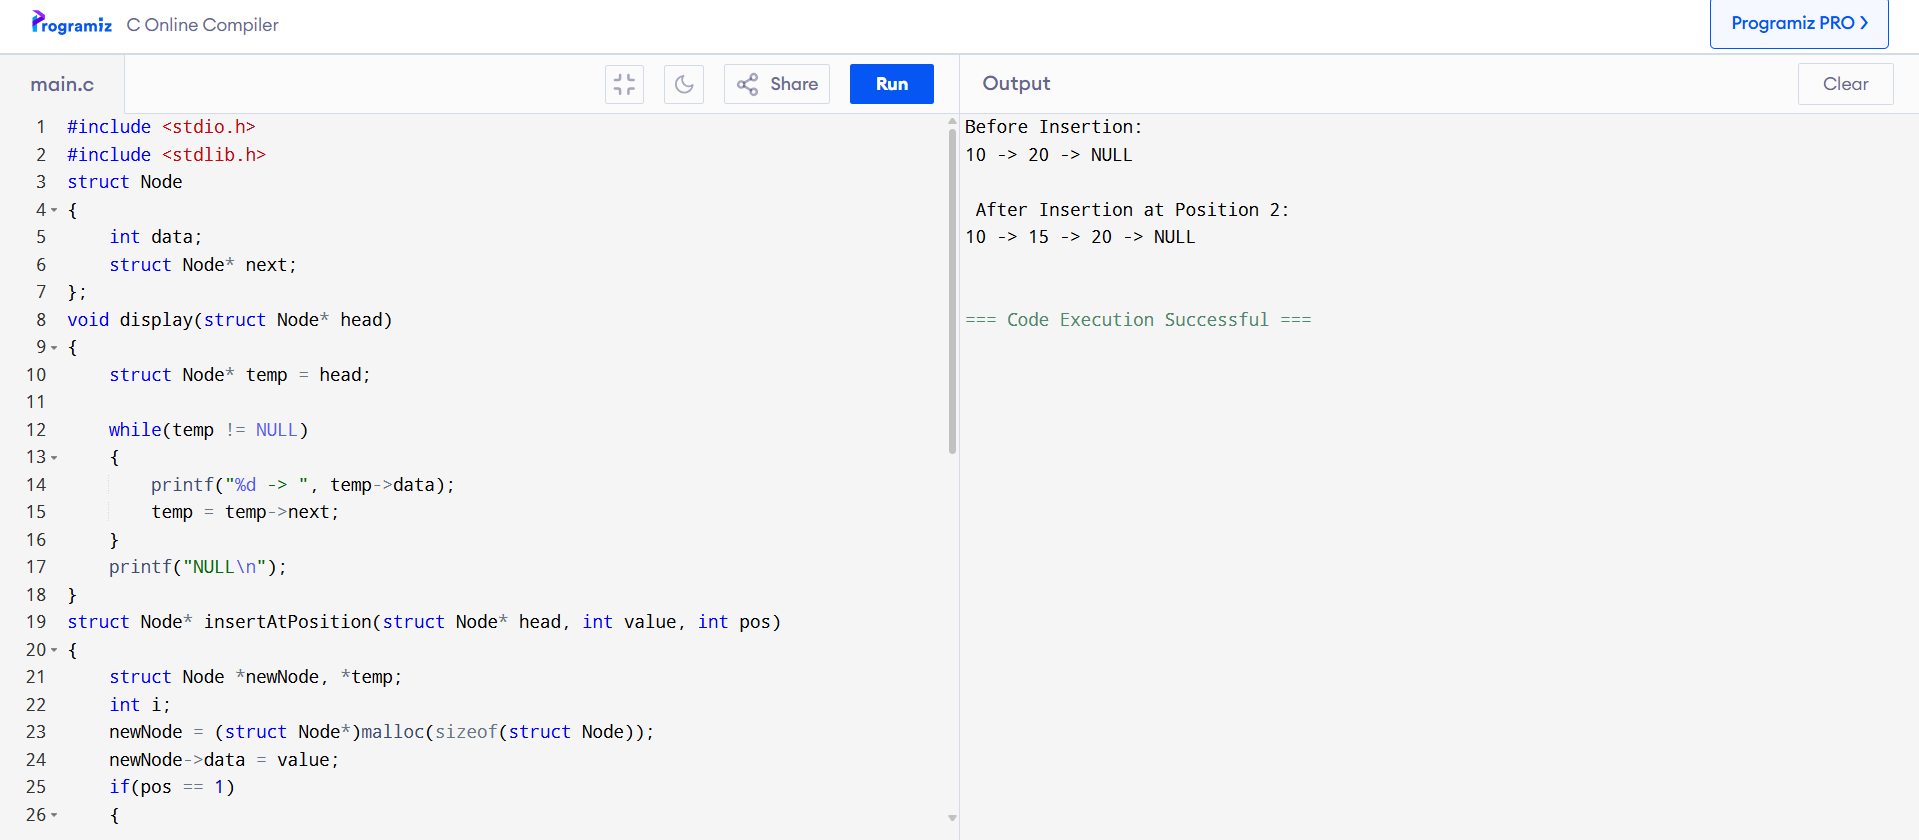 Programiz C Online Compiler
Programiz PRO
main.c
Share
Run
Output
Clear
1 #include <stdio.h>
2 #include <stdlib.h>
3 struct Node
4 {
5     int data;
6     struct Node* next;
7 };
8 void display(struct Node* head)
9 {
10     struct Node* temp = head;
11
12     while(temp != NULL)
13     {
14         printf("%d -> ", temp->data);
15         temp = temp->next;
16     }
17     printf("NULL\n");
18 }
19 struct Node* insertAtPosition(struct Node* head, int value, int pos)
20 {
21     struct Node *newNode, *temp;
22     int i;
23     newNode = (struct Node*)malloc(sizeof(struct Node));
24     newNode->data = value;
25     if(pos == 1)
26     {
Before Insertion:
10 -> 20 -> NULL
After Insertion at Position 2:
10 -> 15 -> 20 -> NULL
=== Code Execution Successful ===